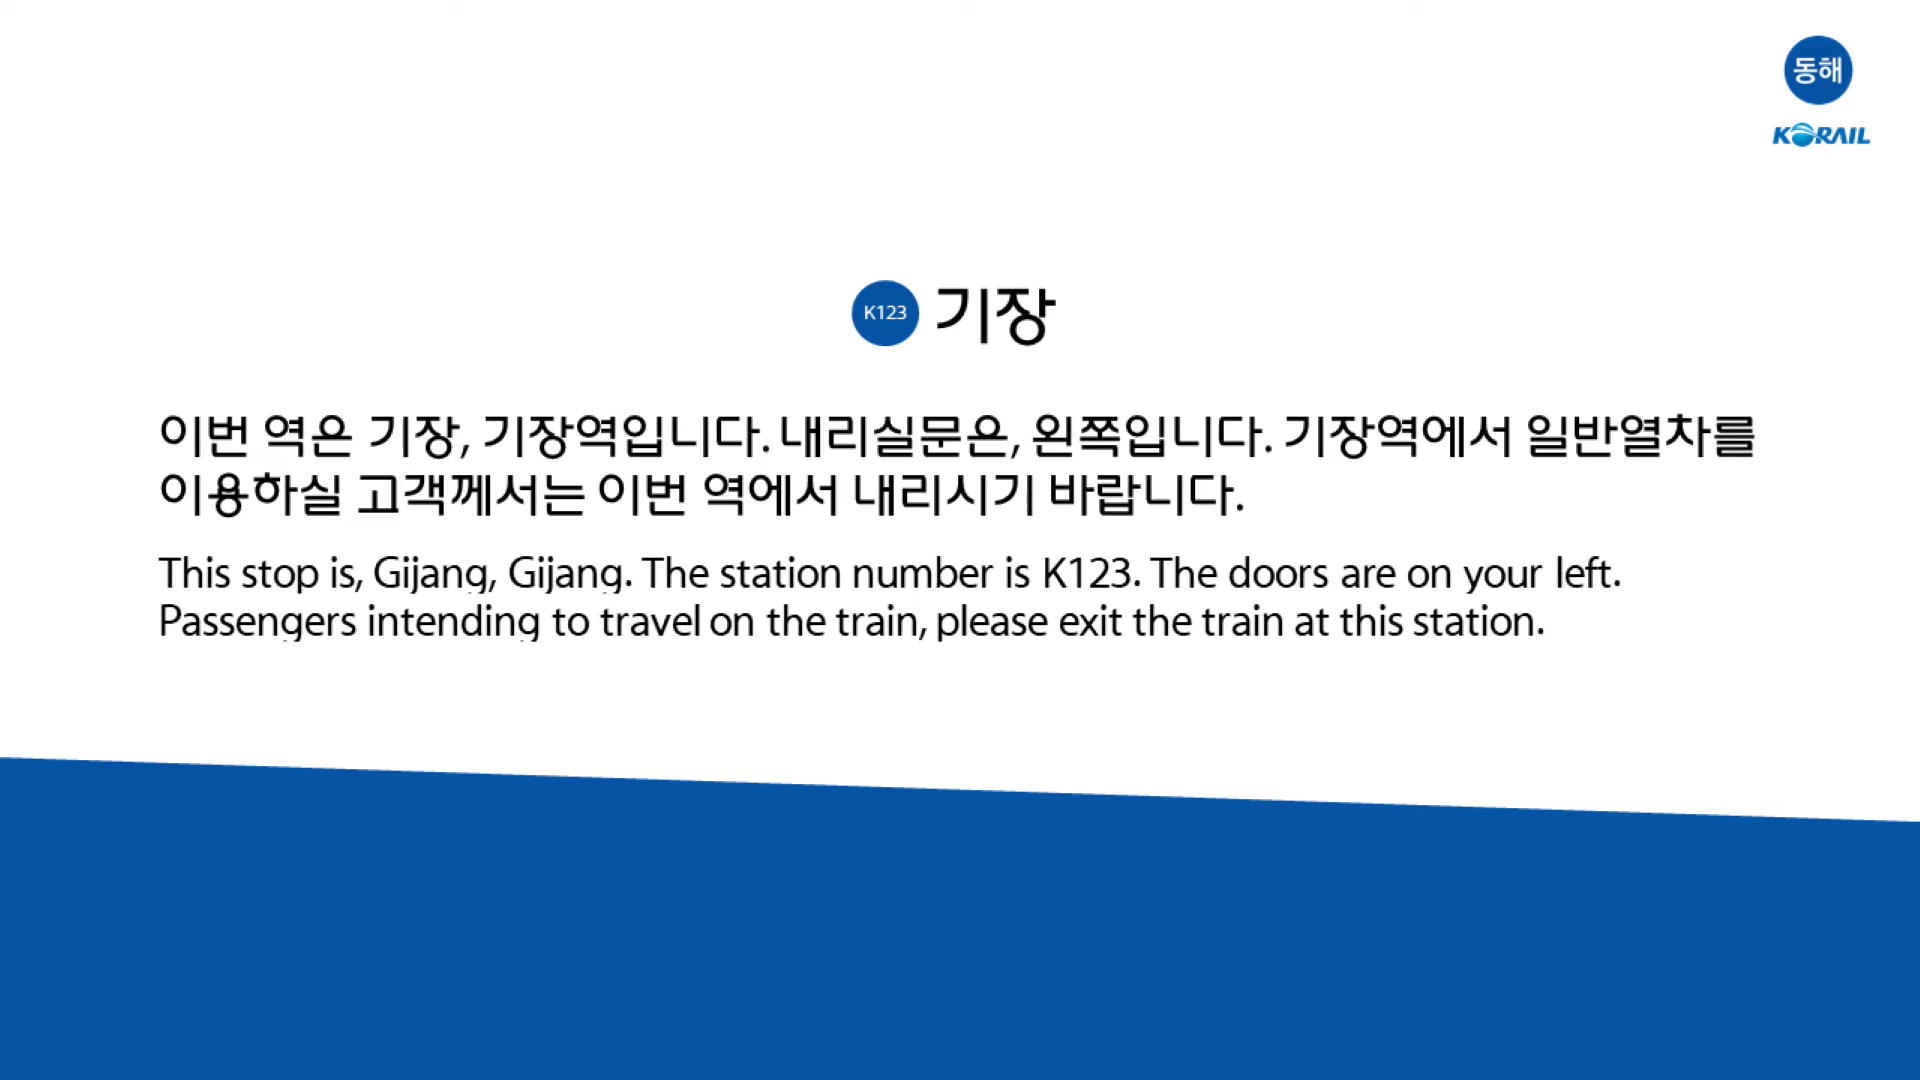 동해
KORAIL
K123 기장
이번 역은 기장, 기장역입니다. 내리실문은, 왼쪽입니다. 기장역에서 일반열차를
이용하실 고객께서는 이번 역에서 내리시기 바랍니다.
This stop is, Gijang, Gijang. The station number is K123. The doors are on your left.
Passengers intending to travel on the train, please exit the train at this station.